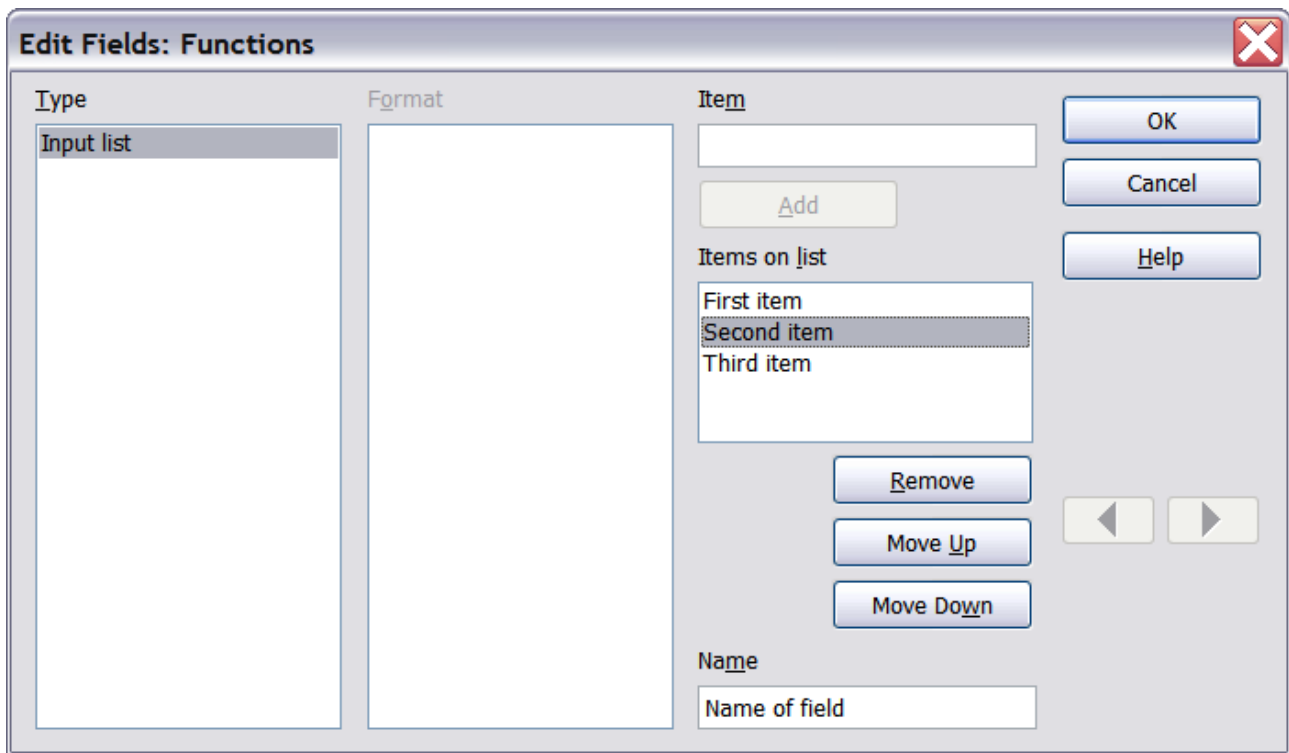 Edit Fields: Functions
Type
Input list
Format
Item
Add
Items on list
First item
Second item
Third item
Remove
Move Up
Move Down
Name
Name of field
OK
Cancel
Help